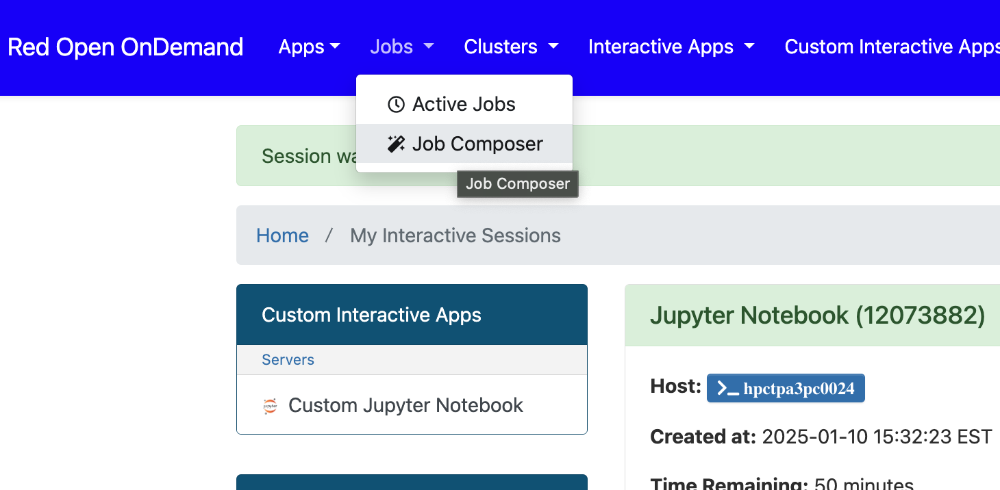 Red Open OnDemand Apps Jobs Clusters Interactive Apps Custom Interactive Apps
Active Jobs
Job Composer
Session wa
Job Composer
Home / My Interactive Sessions
Custom Interactive Apps
Servers
jupyter Custom Jupyter Notebook
Jupyter Notebook (12073882)
Host: >_ hpctpa3pc0024
Created at: 2025-01-10 15:32:23 EST
Time Remaining: 50 minutes